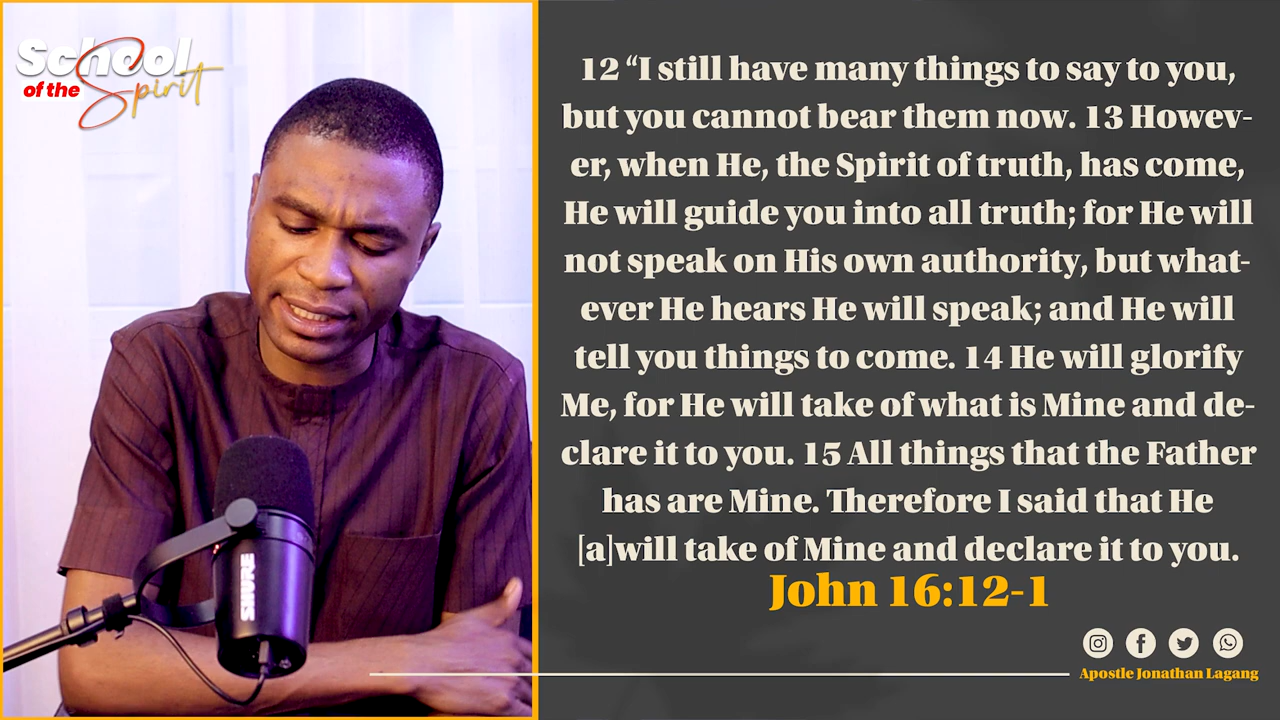 School
of the Spirit
12 “I still have many things to say to you,
but you cannot bear them now. 13 Howev-
er, when He, the Spirit of truth, has come,
He will guide you into all truth; for He will
not speak on His own authority, but what-
ever He hears He will speak; and He will
tell you things to come. 14 He will glorify
Me, for He will take of what is Mine and de-
clare it to you. 15 All things that the Father
has are Mine. Therefore I said that He
[a]will take of Mine and declare it to you.
John 16:12-1
Apostle Jonathan Lagang
SHURE